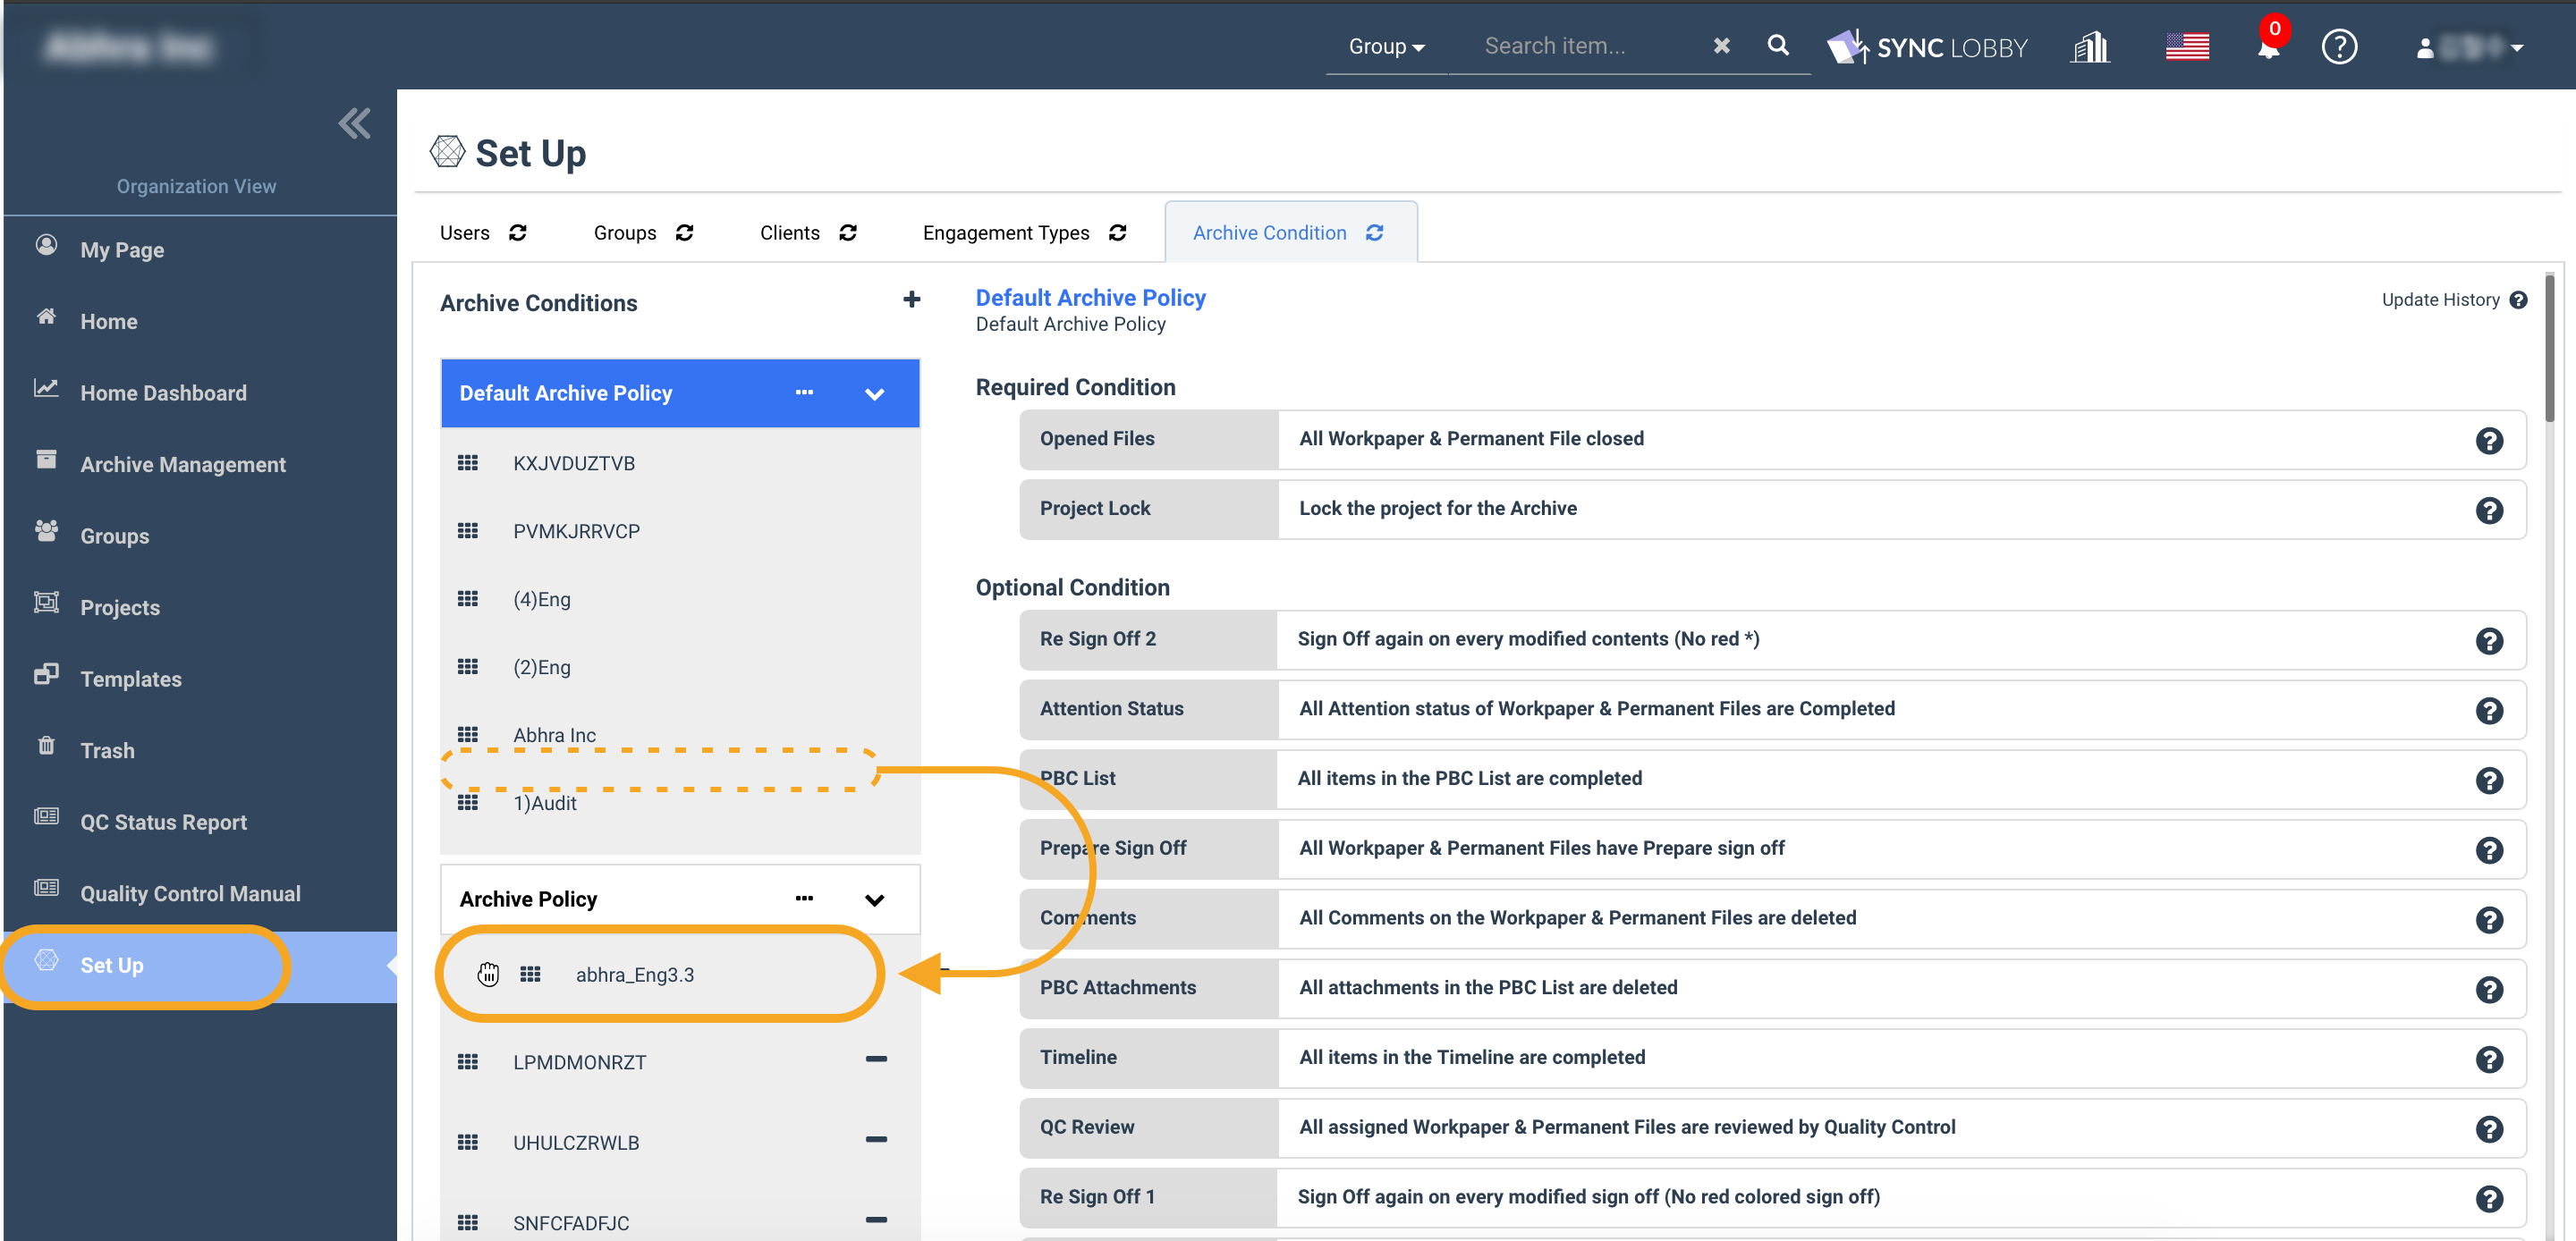 Group
Search item...
SYNC LOBBY
0
Set Up
Organization View
My Page
Home
Home Dashboard
Archive Management
Groups
Projects
Templates
Trash
QC Status Report
Quality Control Manual
Set Up
Users
Groups
Clients
Engagement Types
Archive Condition
Archive Conditions
Default Archive Policy
KXJVDUZTVB
PVMKJRRVCP
(4)Eng
(2)Eng
Abhra Inc
1)Audit
Archive Policy
abhra_Eng3.3
LPMDMONRZT
UHULCZRWLB
SNFCFADFJC
Default Archive Policy
Default Archive Policy
Update History
Required Condition
Opened Files All Workpaper & Permanent File closed
Project Lock Lock the project for the Archive
Optional Condition
Re Sign Off 2 Sign Off again on every modified contents (No red *)
Attention Status All Attention status of Workpaper & Permanent Files are Completed
PBC List All items in the PBC List are completed
Prepare Sign Off All Workpaper & Permanent Files have Prepare sign off
Comments All Comments on the Workpaper & Permanent Files are deleted
PBC Attachments All attachments in the PBC List are deleted
Timeline All items in the Timeline are completed
QC Review All assigned Workpaper & Permanent Files are reviewed by Quality Control
Re Sign Off 1 Sign Off again on every modified sign off (No red colored sign off)